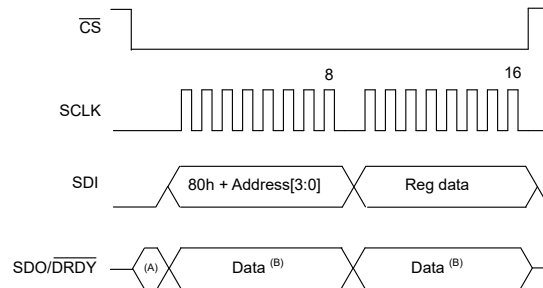 CS
8 16
SCLK
SDI 80h + Address[3:0] Reg data
SDO/DRDY (A) Data (B) Data (B)